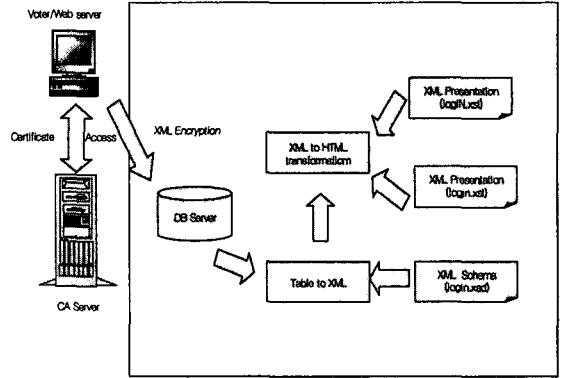 Voter/Web server
Certificate
Access
CA Server
XML Encryption
DB Server
XML to HTML
transformation
Table to XML
XML Presentation
(logIN.xsl)
XML Presentation
(login.xsl)
XML Schema
(login.xsd)